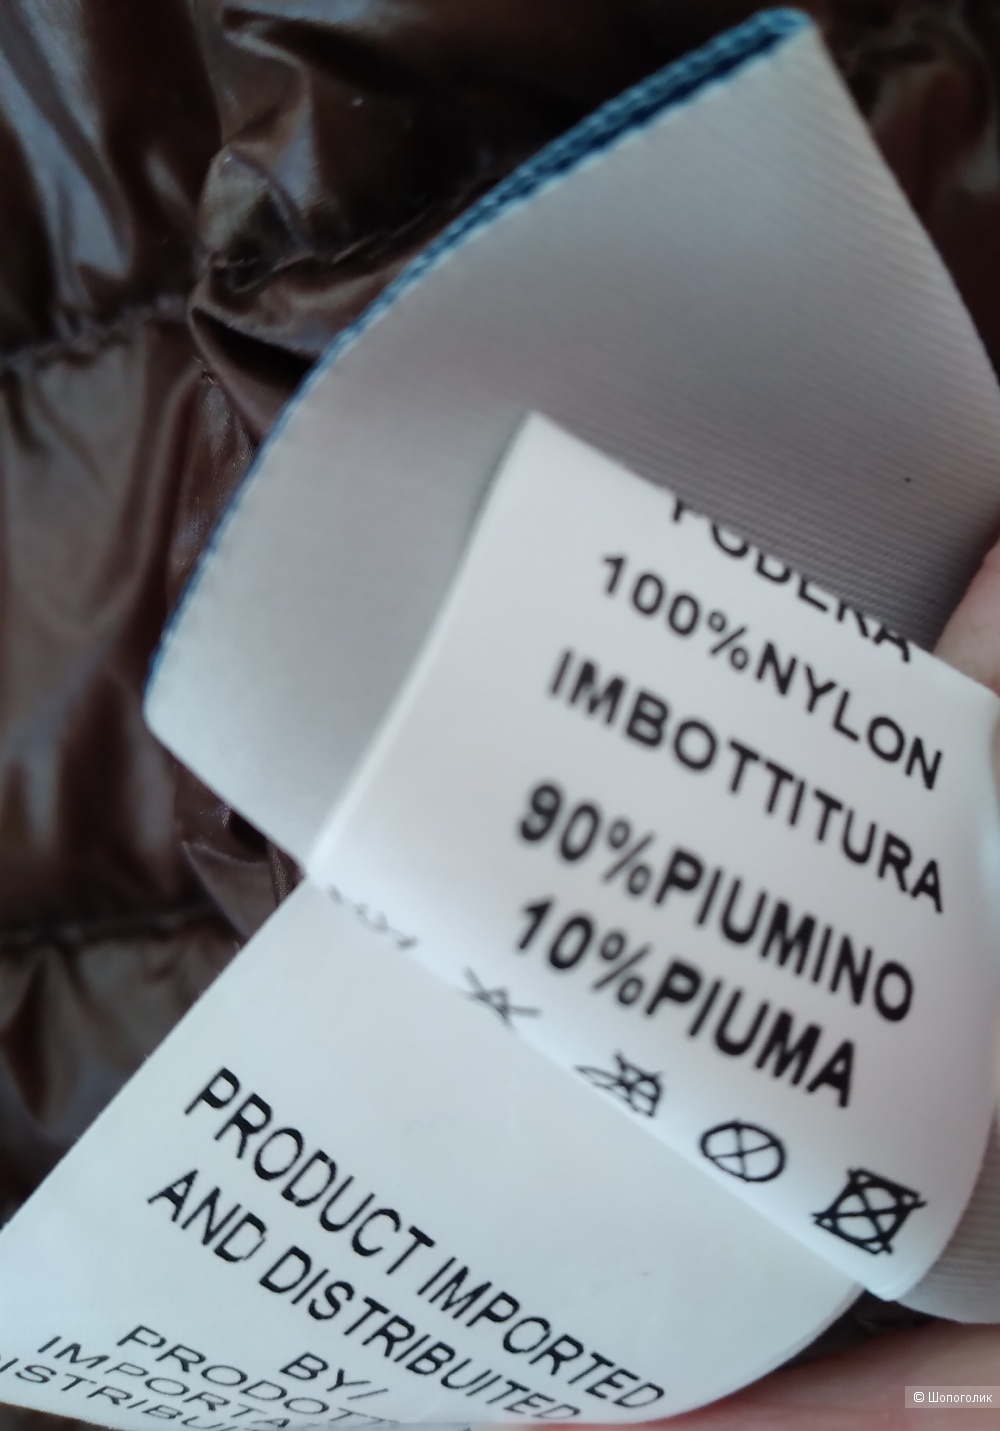 FODERA
100%NYLON
IMBOTTITURA
90%PIUMINO
10%PIUMA
PRODUCT IMPORTED
AND DISTRIBUITED
BY/
© Шопоголик